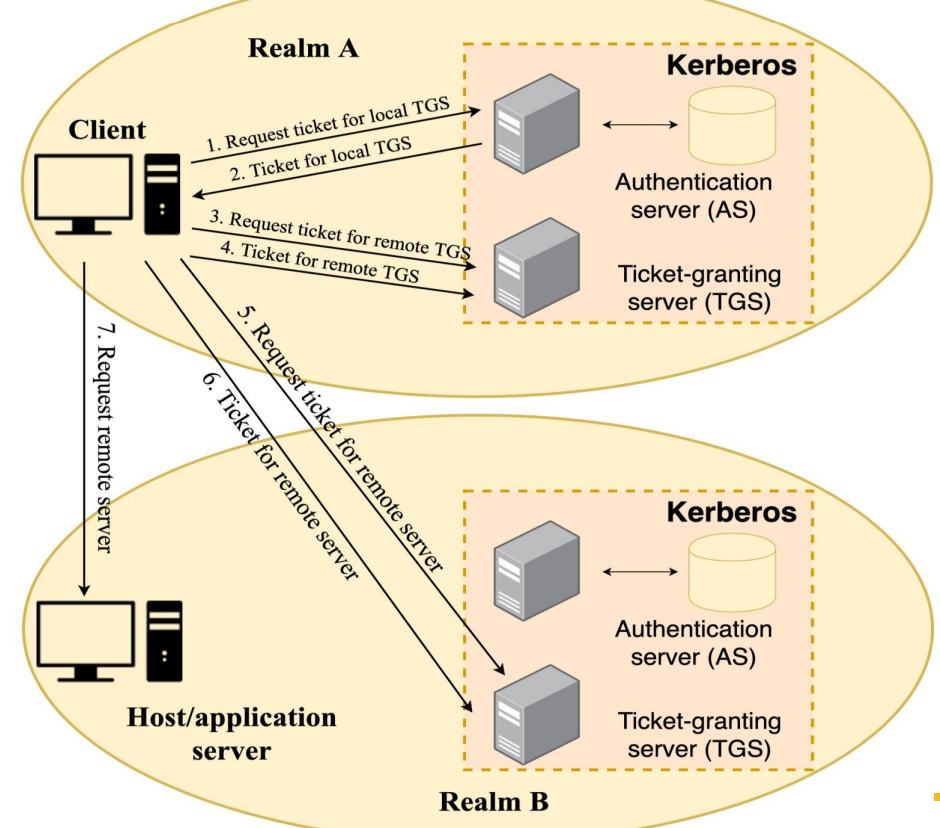 Realm A
Kerberos
Client
1. Request ticket for local TGS
2. Ticket for local TGS
Authentication
server (AS)
3. Request ticket for remote TGS
4. Ticket for remote TGS
Ticket-granting
server (TGS)
5. Request ticket for remote server
6. Ticket for remote server
7. Request remote server
Kerberos
Authentication
server (AS)
Host/application
server
Ticket-granting
server (TGS)
Realm B